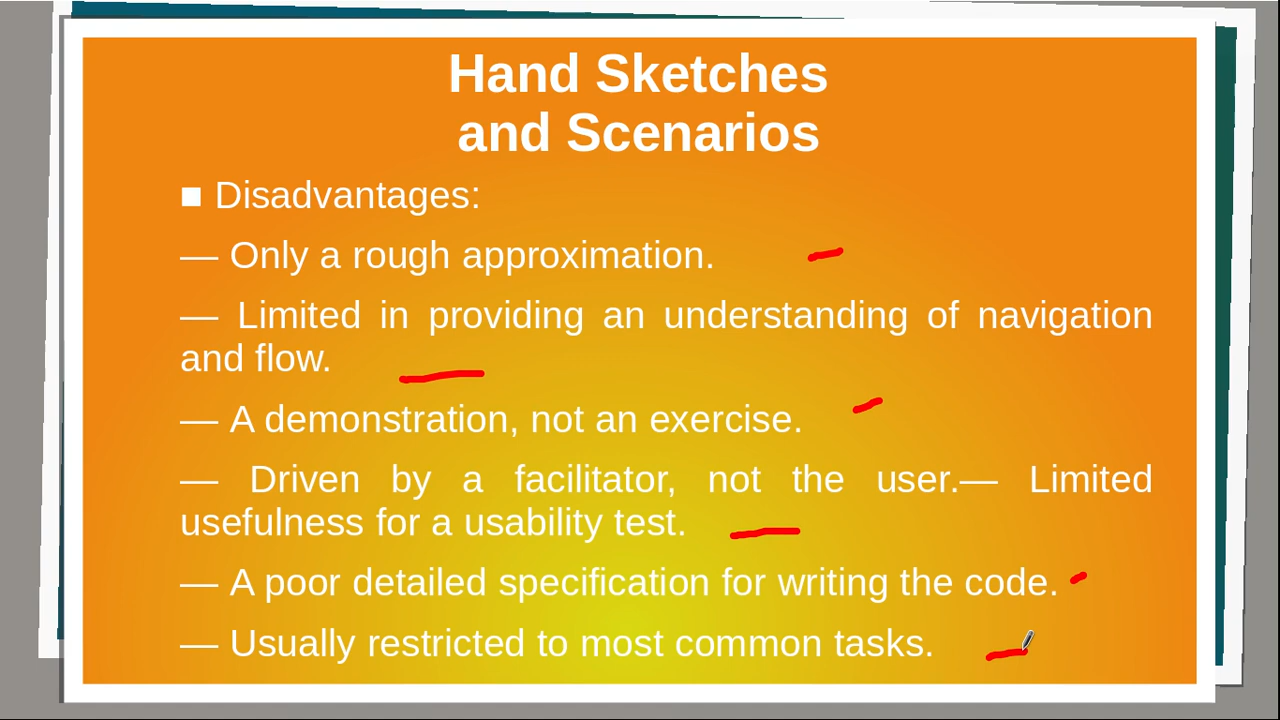 Hand Sketches
and Scenarios
■ Disadvantages:
— Only a rough approximation.
— Limited in providing an understanding of navigation
and flow.
— A demonstration, not an exercise.
— Driven by a facilitator, not the user.— Limited
usefulness for a usability test.
— A poor detailed specification for writing the code.
— Usually restricted to most common tasks.